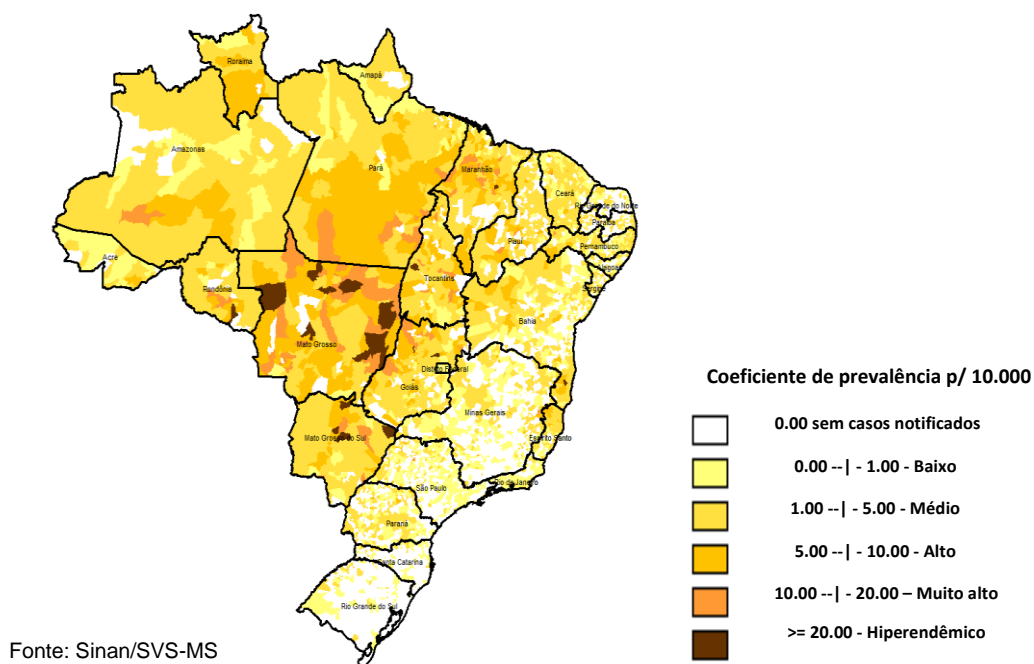 Roraima
Amapá
Amazonas
Pará
Maranhão
Ceará
Rio Grande do Norte
Paraíba
Piauí
Pernambuco
Acre
Alagoas
Tocantins
Rondônia
Sergipe
Bahia
Mato Grosso
Distrito Federal
Goiás
Minas Gerais
Mato Grosso do Sul
Espírito Santo
São Paulo
Rio de Janeiro
Paraná
Santa Catarina
Rio Grande do Sul
Coeficiente de prevalência p/ 10.000
0.00 sem casos notificados
0.00 --| - 1.00 - Baixo
1.00 --| - 5.00 - Médio
5.00 --| - 10.00 - Alto
10.00 --| - 20.00 – Muito alto
>= 20.00 - Hiperendêmico
Fonte: Sinan/SVS-MS